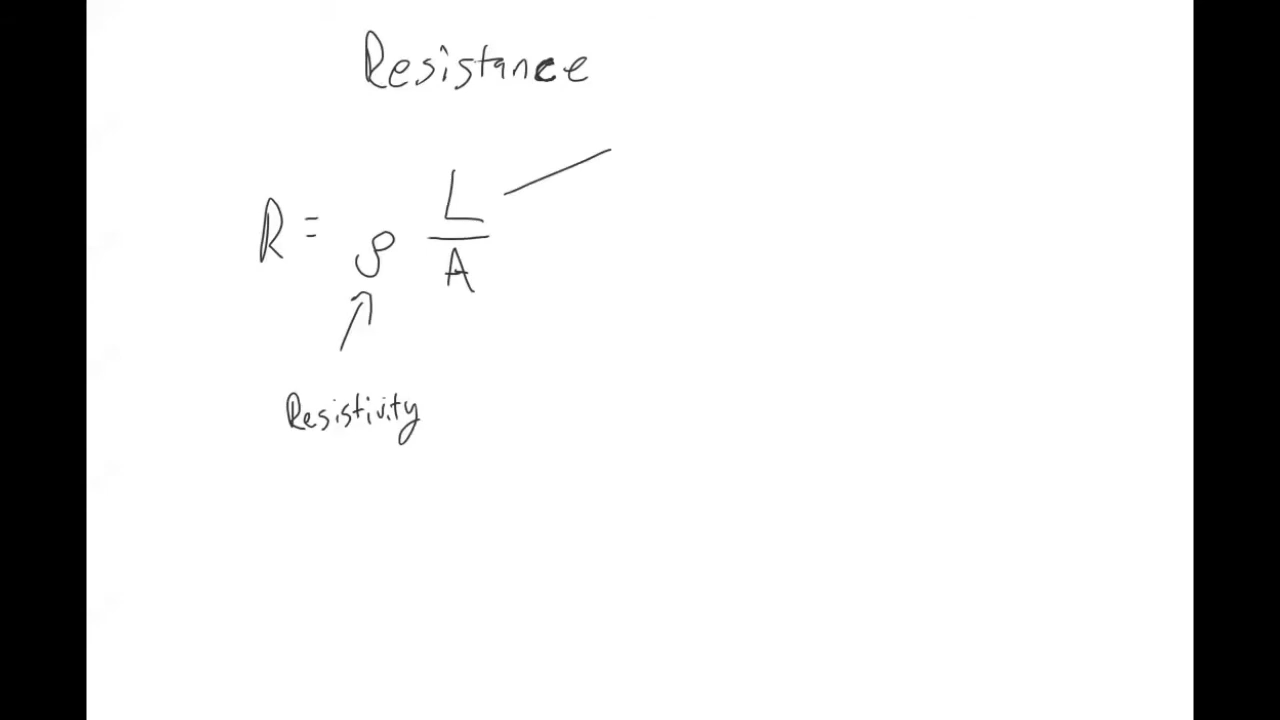 Resistance
R = ρ L/A
Resistivity